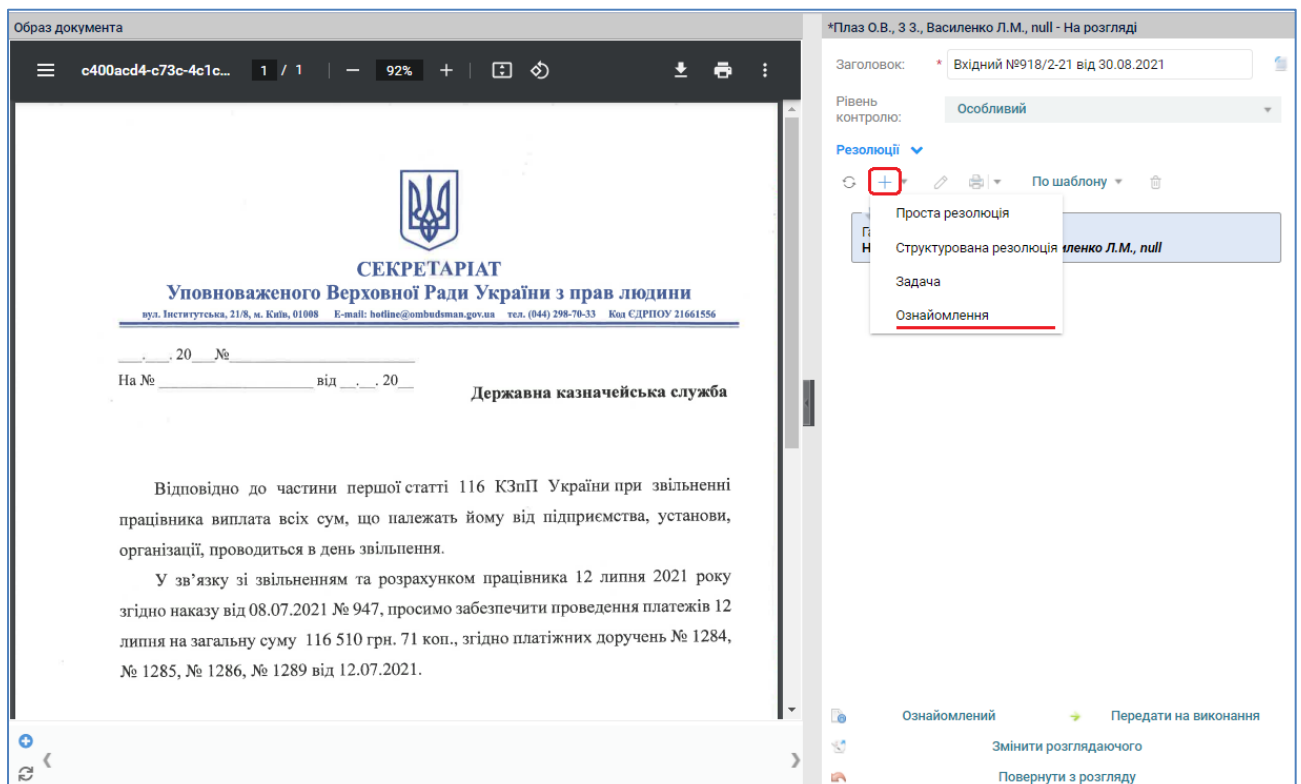 Образ документа
c400acd4-c73c-4c1c...
1 / 1
92%
СЕКРЕТАРІАТ
Уповноваженого Верховної Ради України з прав людини
вул. Інститутська, 21/8, м. Київ, 01008 E-mail: hotline@ombudsman.gov.ua тел. (044) 298-70-33 Код ЄДРПОУ 21661556
___.___. 20___№____________________________
На № ______________________ від __.__. 20__
Державна казначейська служба
Відповідно до частини першої статті 116 КЗпП України при звільненні
працівника виплата всіх сум, що належать йому від підприємства, установи,
організації, проводиться в день звільнення.
У зв’язку зі звільненням та розрахунком працівника 12 липня 2021 року
згідно наказу від 08.07.2021 № 947, просимо забезпечити проведення платежів 12
липня на загальну суму 116 510 грн. 71 коп., згідно платіжних доручень № 1284,
№ 1285, № 1286, № 1289 від 12.07.2021.
*Плаз О.В., З З., Василенко Л.М., null - На розгляді
Заголовок: * Вхідний №918/2-21 від 30.08.2021
Рівень
контролю:
Особливий
Резолюції
По шаблону
Проста резолюція
Структурована резолюція
иленко Л.М., null
Задача
Ознайомлення
Ознайомлений
Передати на виконання
Змінити розглядаючого
Повернути з розгляду